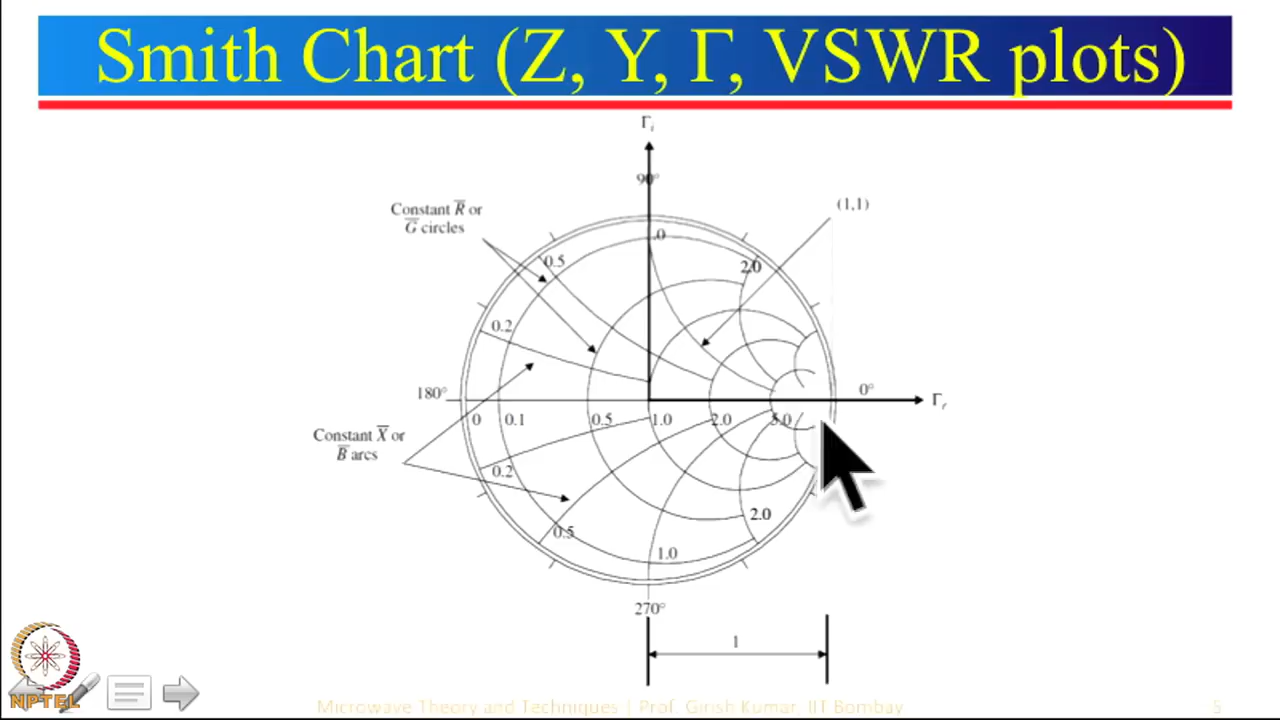 Smith Chart (Z, Y, Γ, VSWR plots)
Γi
90°
Constant R̅ or
G̅ circles
(1,1)
.0
0.5
2.0
0.2
180°
0°
Γr
0
0.1
0.5
1.0
2.0
5.0
Constant X̅ or
B̅ arcs
0.2
2.0
0.5
1.0
270°
1
NPTEL
Microwave Theory and Techniques | Prof. Girish Kumar, IIT Bombay
5